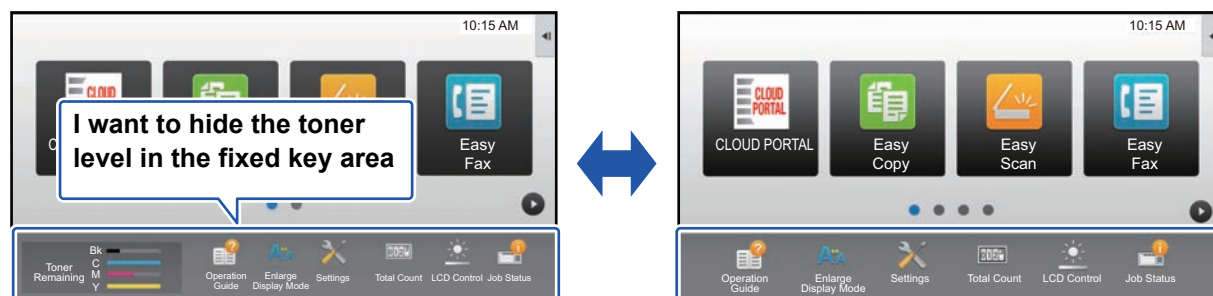 10:15 AM
CLOUD
I want to hide the toner
level in the fixed key area
Easy
Fax
Toner
Remaining
Bk
C
M
Y
Operation
Guide
Enlarge
Display Mode
Settings
Total Count
LCD Control
Job Status
10:15 AM
CLOUD
PORTAL
CLOUD PORTAL
Easy
Copy
Easy
Scan
Easy
Fax
Operation
Guide
Enlarge
Display Mode
Settings
Total Count
LCD Control
Job Status